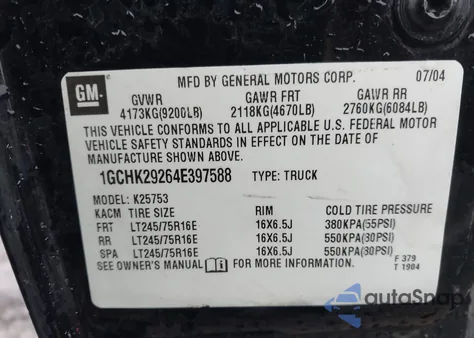 GM
MFD BY GENERAL MOTORS CORP. 07/04
GVWR GAWR FRT GAWR RR
4173KG(9200LB) 2118KG(4670LB) 2760KG(6084LB)
THIS VEHICLE CONFORMS TO ALL APPLICABLE U.S. FEDERAL MOTOR
VEHICLE SAFETY STANDARDS IN EFFECT ON THE DATE OF
MANUFACTURE SHOWN ABOVE.
1GCHK29264E397588 TYPE: TRUCK
MODEL: K25753
KACM TIRE SIZE RIM COLD TIRE PRESSURE
FRT LT245/75R16E 16X6.5J 380KPA(55PSI)
RR LT245/75R16E 16X6.5J 550KPA(80PSI)
SPA LT245/75R16E 16X6.5J 550KPA(80PSI)
SEE OWNER'S MANUAL FOR MORE INFORMATION
F 379
T 1904
autoSnap